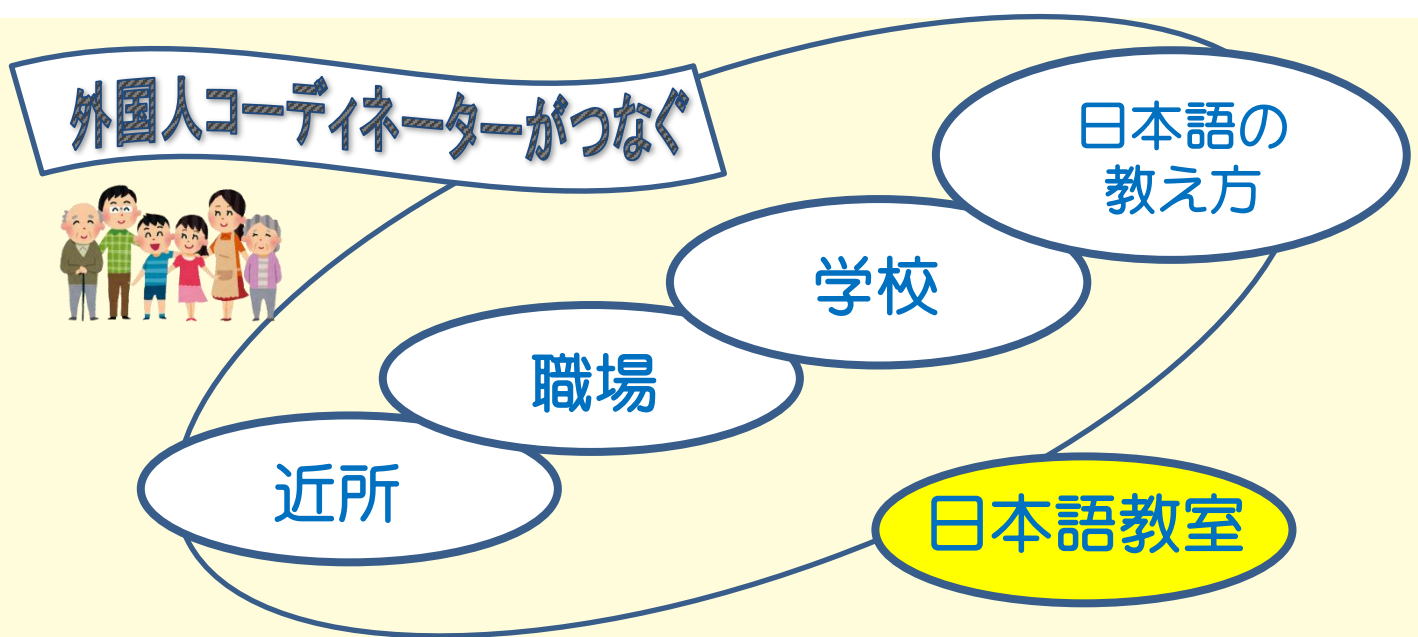 外国人コーディネーターがつなぐ
日本語の
教え方
学校
職場
近所
日本語教室